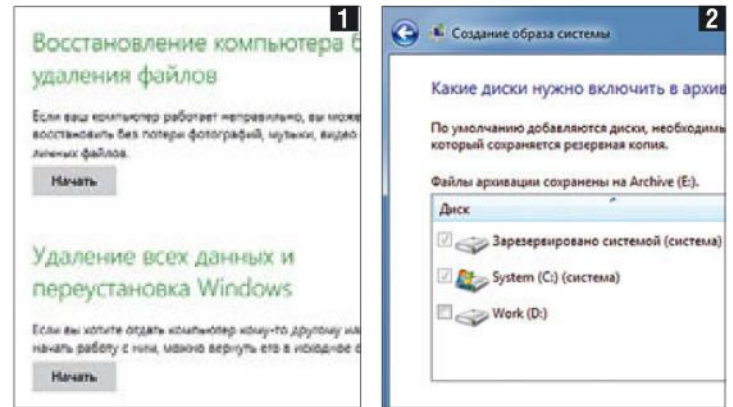 1
Восстановление компьютера б
удаления файлов
Если ваш компьютер работает неправильно, вы може
восстановить без потери фотографий, музыки, видео
личных файлов.
Начать
Удаление всех данных и
переустановка Windows
Если вы хотите отдать компьютер кому-то другому или
начать работу с ним, можно вернуть его в исходное с
Начать
2
Создание образа системы
Какие диски нужно включить в архив
По умолчанию добавляются диски, необходимы
который сохраняется резервная копия.
Файлы архивации сохранены на Archive (E:).
Диск
Зарезервировано системой (система)
System (C:) (система)
Work (D:)